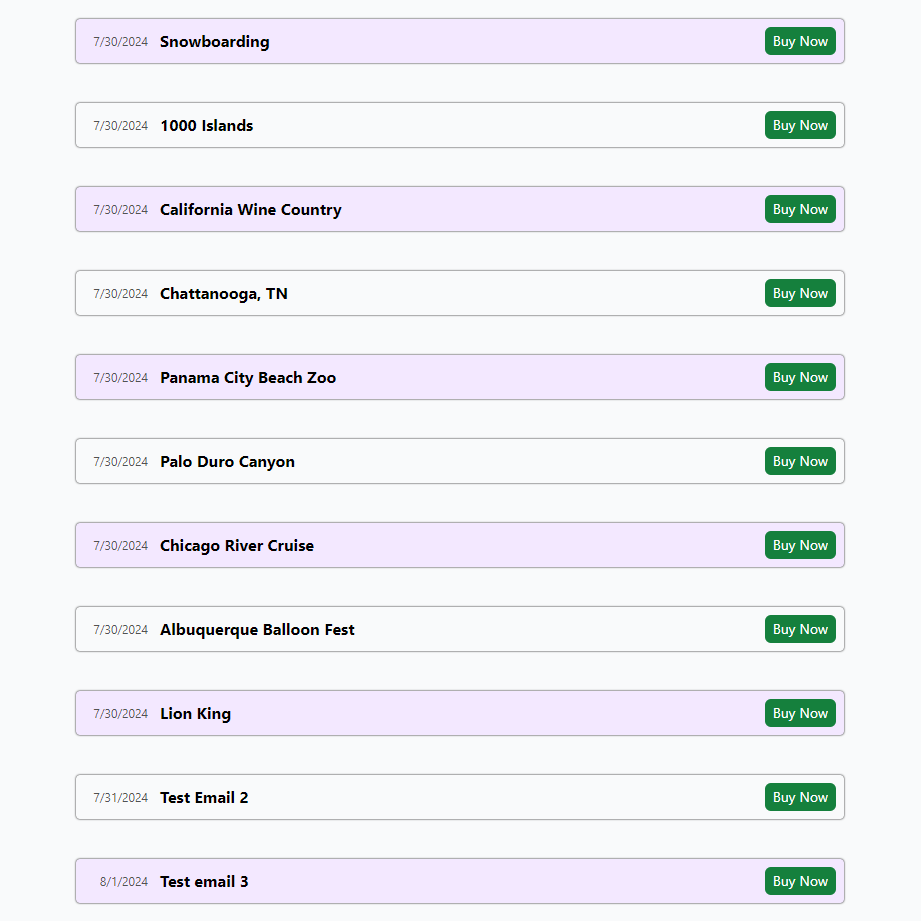 7/30/2024 Snowboarding Buy Now
7/30/2024 1000 Islands Buy Now
7/30/2024 California Wine Country Buy Now
7/30/2024 Chattanooga, TN Buy Now
7/30/2024 Panama City Beach Zoo Buy Now
7/30/2024 Palo Duro Canyon Buy Now
7/30/2024 Chicago River Cruise Buy Now
7/30/2024 Albuquerque Balloon Fest Buy Now
7/30/2024 Lion King Buy Now
7/31/2024 Test Email 2 Buy Now
8/1/2024 Test email 3 Buy Now